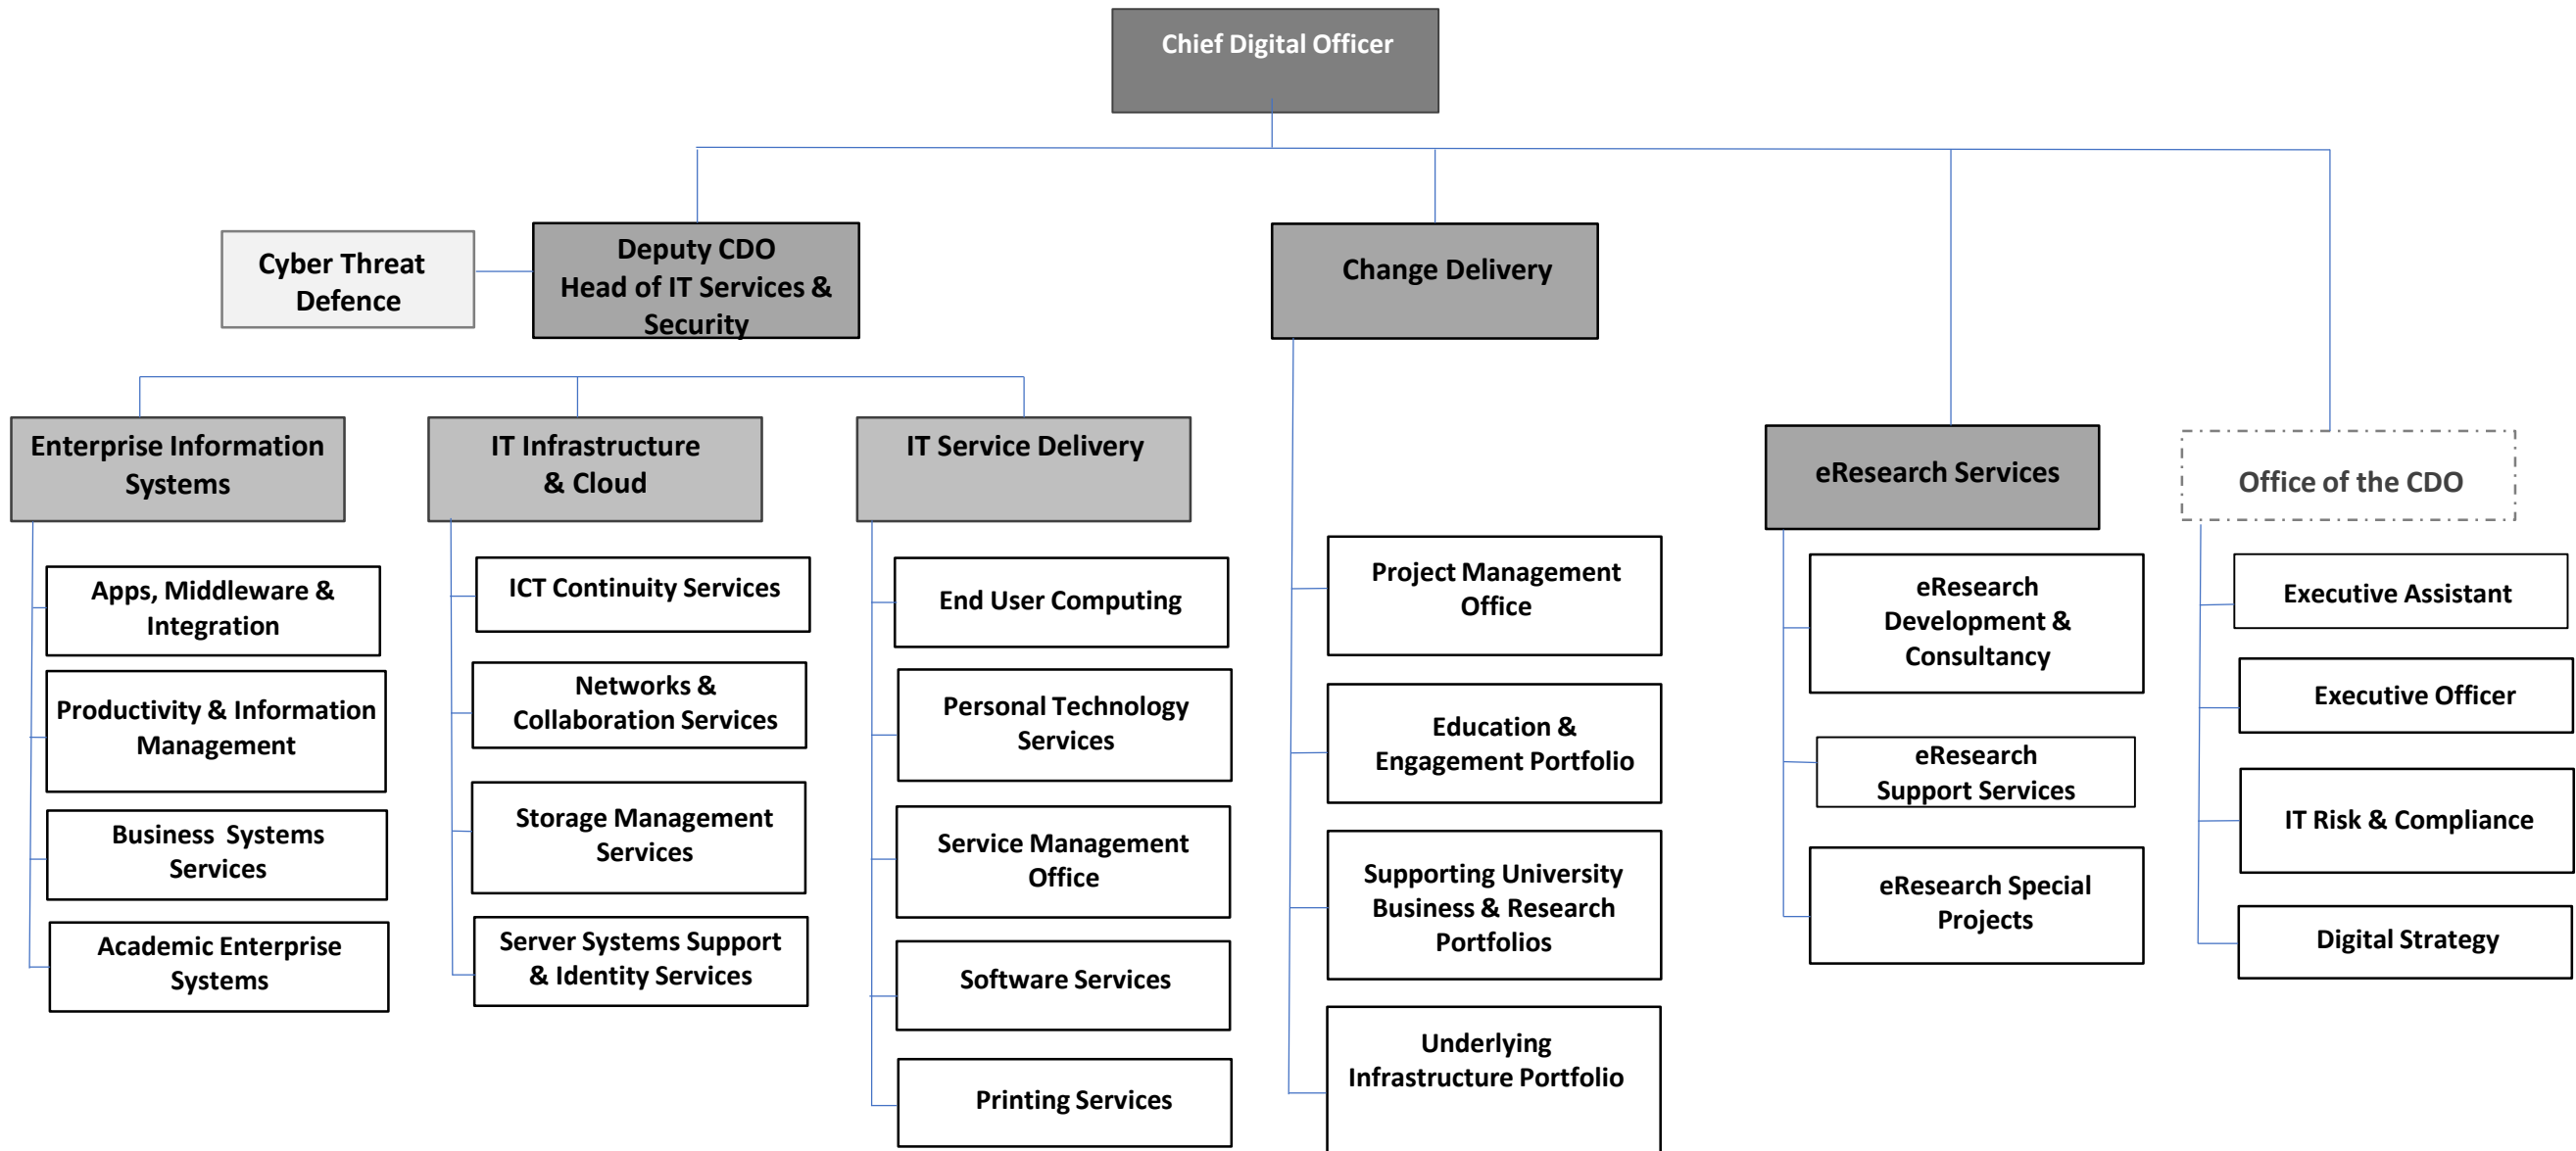 Chief Digital Officer
Cyber Threat
Defence
Deputy CDO
Head of IT Services &
Security
Change Delivery
Enterprise Information
Systems
IT Infrastructure
& Cloud
IT Service Delivery
eResearch Services
Office of the CDO
Apps, Middleware &
Integration
Productivity & Information
Management
Business Systems
Services
Academic Enterprise
Systems
ICT Continuity Services
Networks &
Collaboration Services
Storage Management
Services
Server Systems Support
& Identity Services
End User Computing
Personal Technology
Services
Service Management
Office
Software Services
Printing Services
Project Management
Office
Education &
Engagement Portfolio
Supporting University
Business & Research
Portfolios
Underlying
Infrastructure Portfolio
eResearch
Development &
Consultancy
eResearch
Support Services
eResearch Special
Projects
Executive Assistant
Executive Officer
IT Risk & Compliance
Digital Strategy